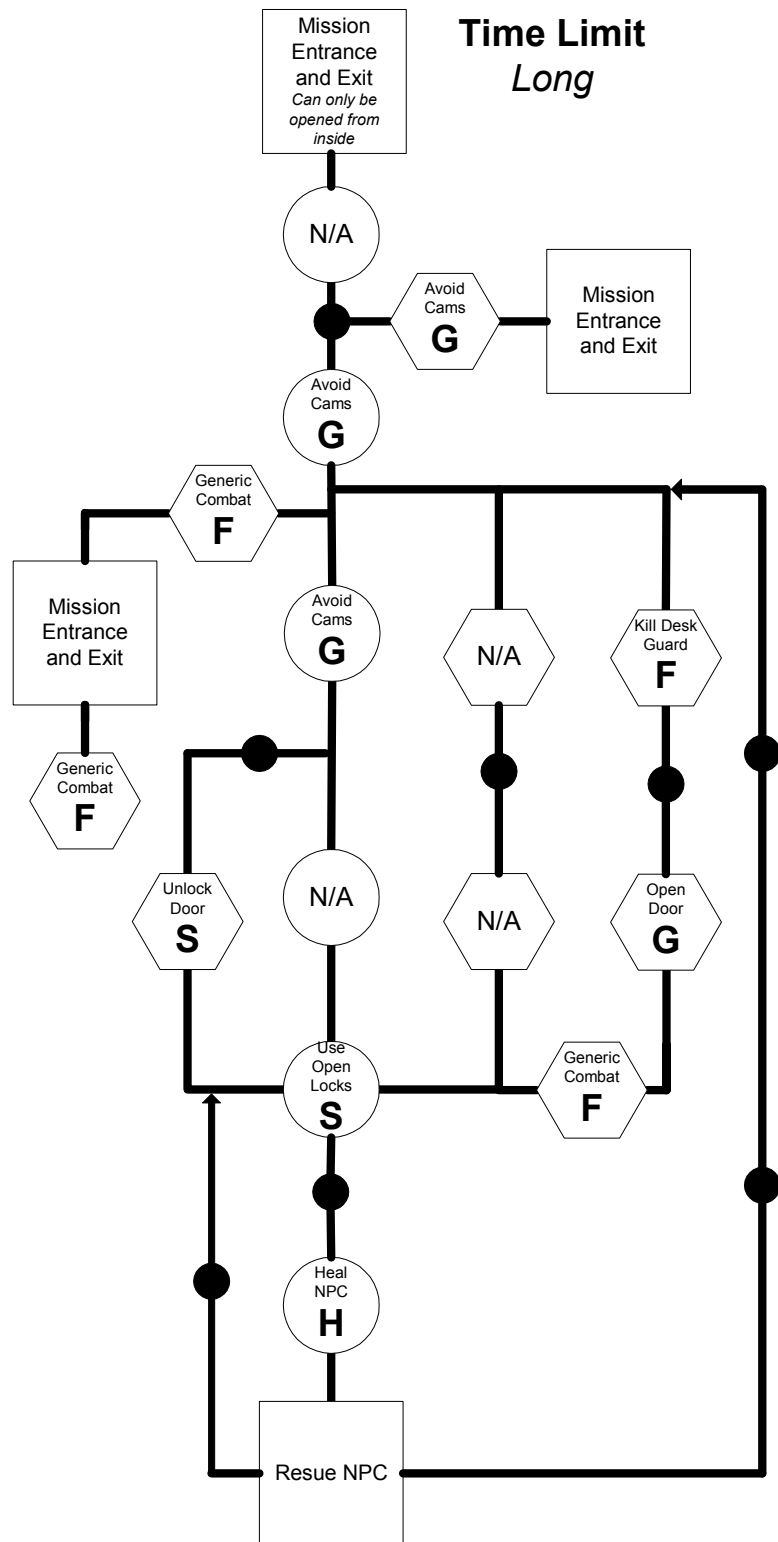 Mission
Entrance
and Exit
Can only be
opened from
inside
Time Limit
Long
N/A
Avoid
Cams
G
Mission
Entrance
and Exit
Avoid
Cams
G
Generic
Combat
F
Mission
Entrance
and Exit
Avoid
Cams
G
N/A
Kill Desk
Guard
F
Generic
Combat
F
Unlock
Door
S
N/A
N/A
Open
Door
G
Use
Open
Locks
S
Generic
Combat
F
Heal
NPC
H
Resue NPC